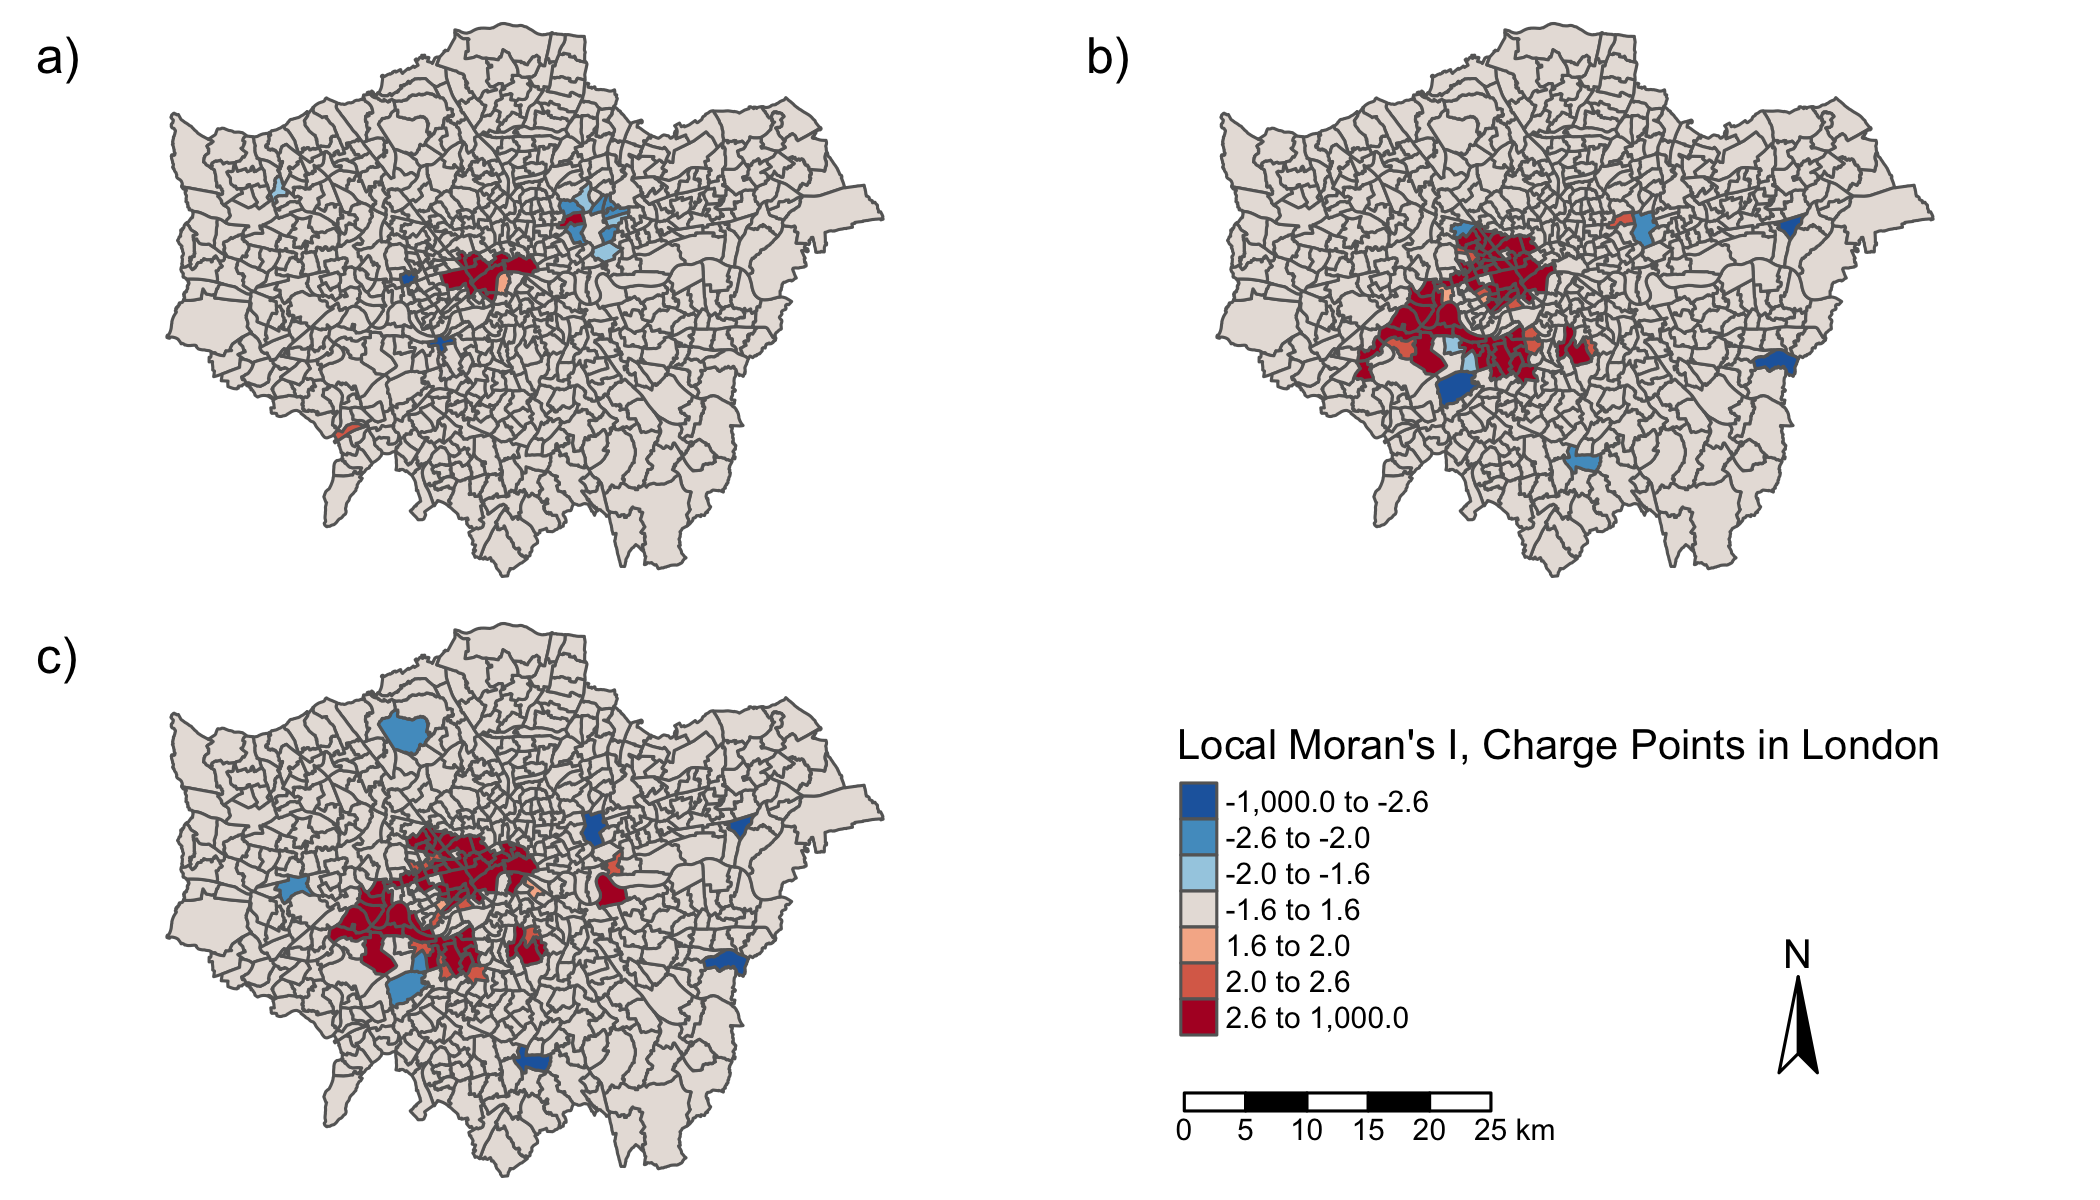 a)
b)
c)
Local Moran's I, Charge Points in London
-1,000.0 to -2.6
-2.6 to -2.0
-2.0 to -1.6
-1.6 to 1.6
1.6 to 2.0
2.0 to 2.6
2.6 to 1,000.0
N
0 5 10 15 20 25 km